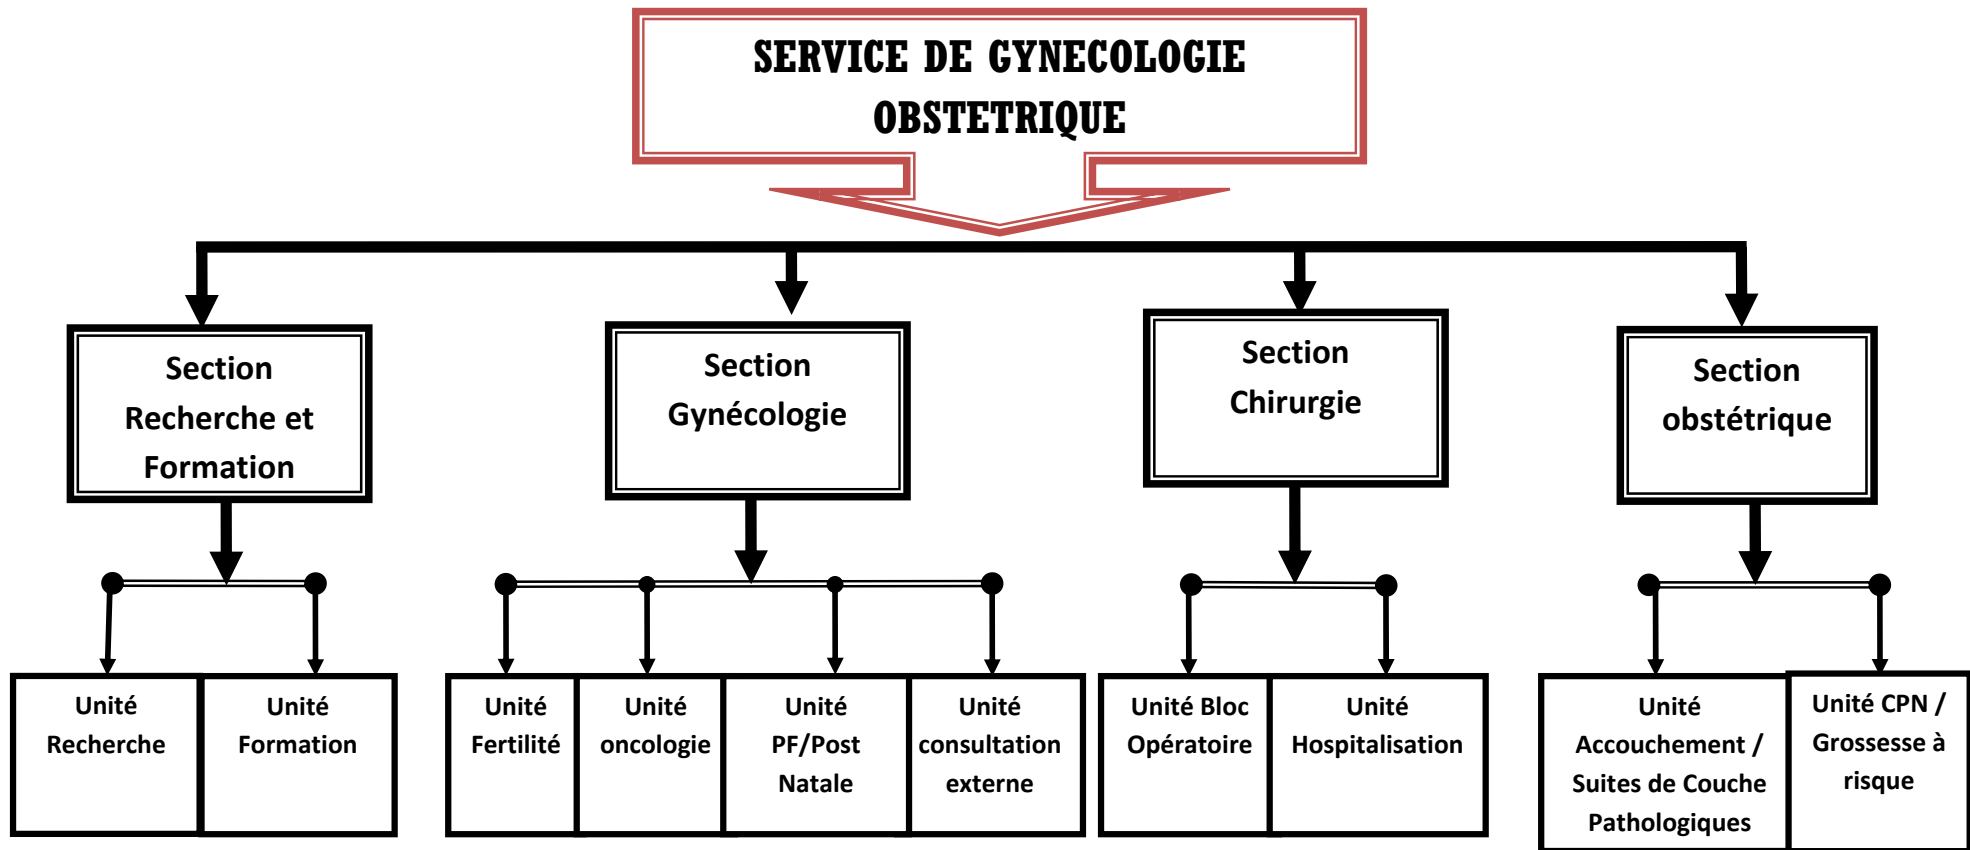 SERVICE DE GYNECOLOGIE
OBSTETRIQUE
Section
Recherche et
Formation
Section
Gynécologie
Section
Chirurgie
Section
obstétrique
Unité
Recherche
Unité
Formation
Unité
Fertilité
Unité
oncologie
Unité
PF/Post
Natale
Unité
consultation
externe
Unité Bloc
Opératoire
Unité
Hospitalisation
Unité
Accouchement /
Suites de Couche
Pathologiques
Unité CPN /
Grossesse à
risque